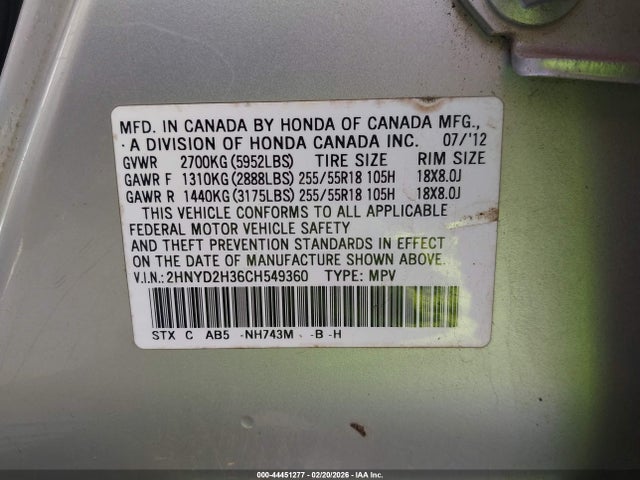 MFD. IN CANADA BY HONDA OF CANADA MFG.,
A DIVISION OF HONDA CANADA INC. 07/'12
GVWR 2700KG (5952LBS) TIRE SIZE RIM SIZE
GAWR F 1310KG (2888LBS) 255/55R18 105H 18X8.0J
GAWR R 1440KG (3175LBS) 255/55R18 105H 18X8.0J
THIS VEHICLE CONFORMS TO ALL APPLICABLE
FEDERAL MOTOR VEHICLE SAFETY
AND THEFT PREVENTION STANDARDS IN EFFECT
ON THE DATE OF MANUFACTURE SHOWN ABOVE.
V.I.N.: 2HNYD2H36CH549360 TYPE: MPV
STX C AB5 -NH743M - -B -H
000-44451277 - 02/20/2026 - IAA Inc.